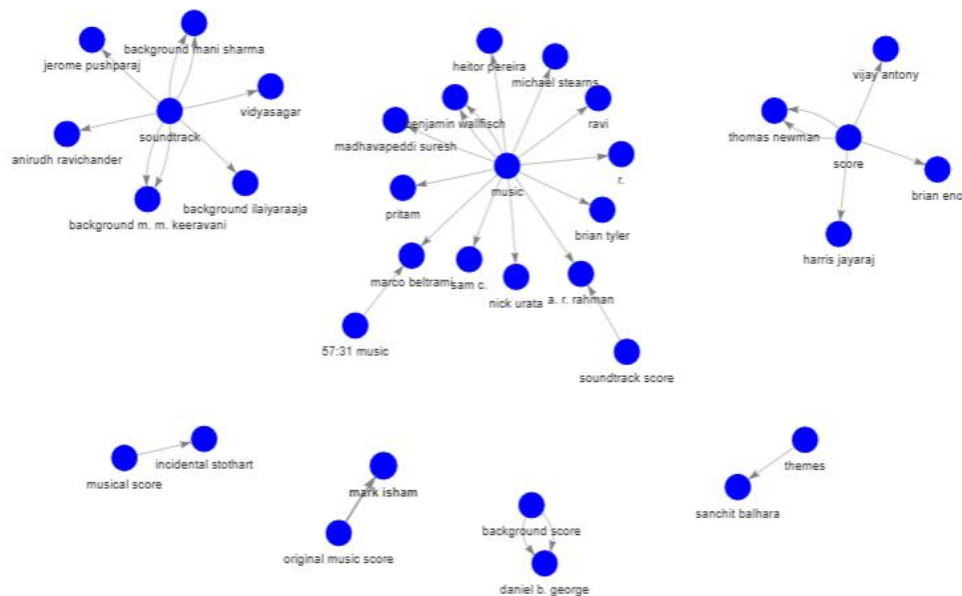 background mani sharma
jerome pushparaj
vidyasagar
soundtrack
anirudh ravichander
background ilaiyaraaja
background m. m. keeravani
heitor pereira
michael stearns
benjamin wallfisch
ravi
madhavapeddi suresh
r.
music
pritam
brian tyler
marco beltrami
sam c.
nick urata
a. r. rahman
57:31 music
soundtrack score
vijay antony
thomas newman
score
brian eno
harris jayaraj
incidental stothart
musical score
mark isham
original music score
background score
daniel b. george
themes
sanchit balhara